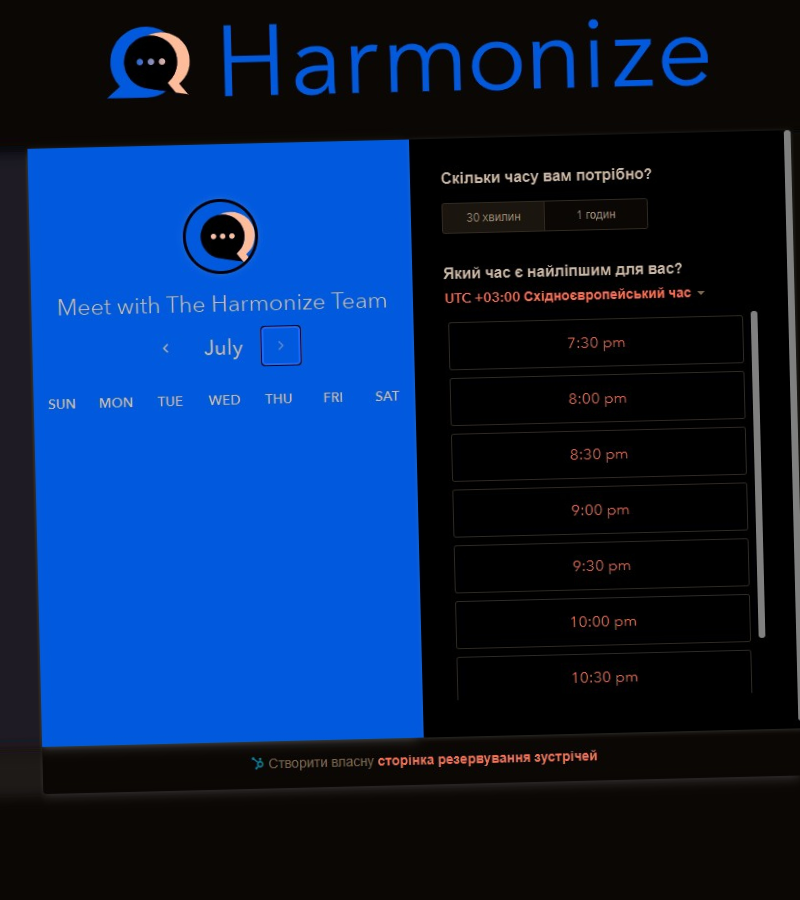 Harmonize
Meet with The Harmonize Team
July
SUN MON TUE WED THU FRI SAT
Скільки часу вам потрібно?
30 хвилин 1 годин
Який час є найліпшим для вас?
UTC +03:00 Східноєвропейський час
7:30 pm
8:00 pm
8:30 pm
9:00 pm
9:30 pm
10:00 pm
10:30 pm
Створити власну сторінка резервування зустрічей